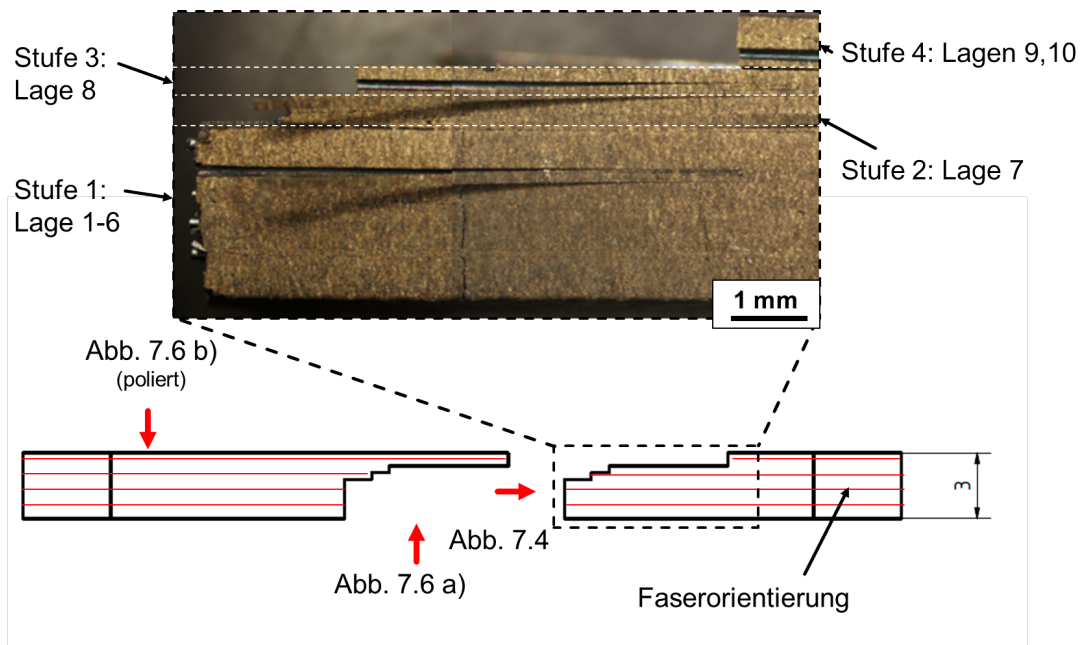 Stufe 3:
Lage 8
Stufe 4: Lagen 9,10
Stufe 1:
Lage 1-6
Stufe 2: Lage 7
1 mm
Abb. 7.6 b)
(poliert)
3
Abb. 7.4
Abb. 7.6 a)
Faserorientierung